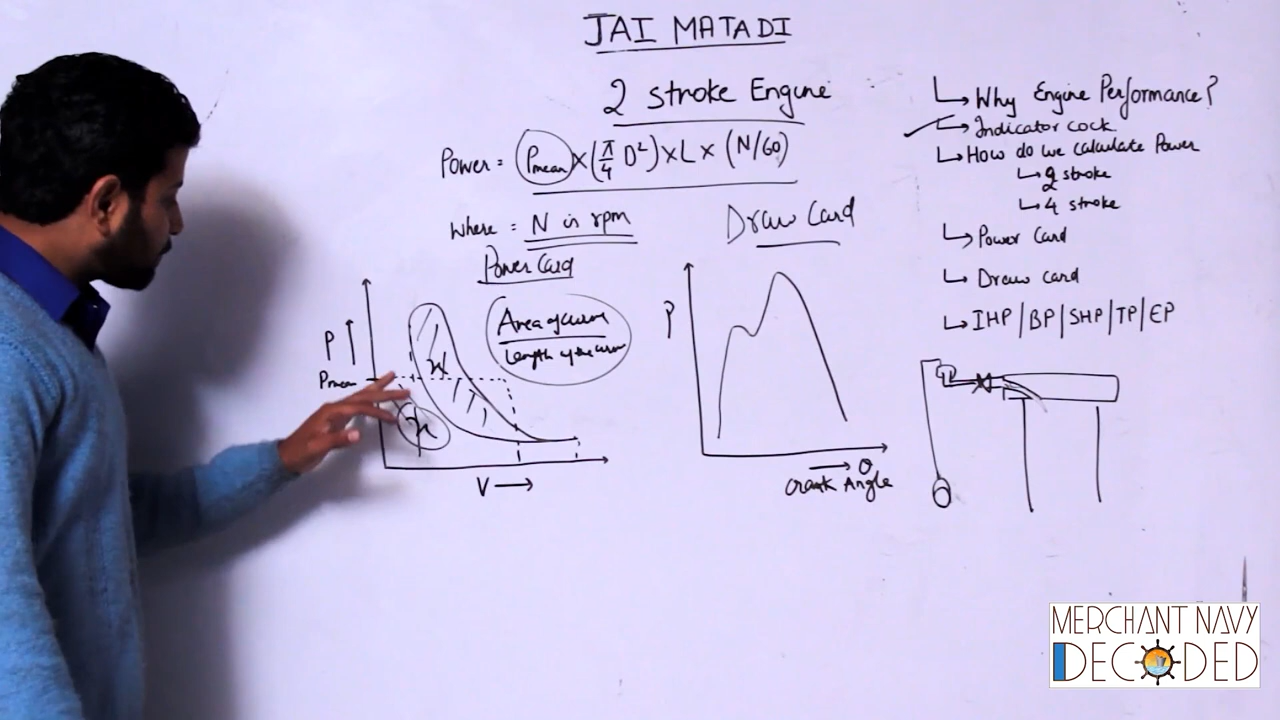 JAI MATADI
2 stroke Engine
Power = Pmean × (π/4 D²) × L × (N/60)
Where = N is rpm
Power Card
P
Pmean
x
x
Area of curve
Length of the curve
V
Draw Card
P
θ
Crank Angle
Why Engine Performance?
Indicator cock
How do we calculate Power
2 stroke
4 stroke
Power Card
Draw card
IHP/BP/SHP/TP/EP
MERCHANT NAVY
DECODED